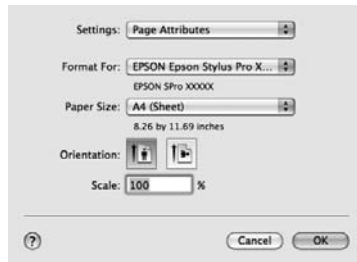 Settings: Page Attributes
Format For: EPSON Epson Stylus Pro X...
EPSON SPro XXXXX
Paper Size: A4 (Sheet)
8.26 by 11.69 inches
Orientation:
Scale: 100 %
? Cancel OK